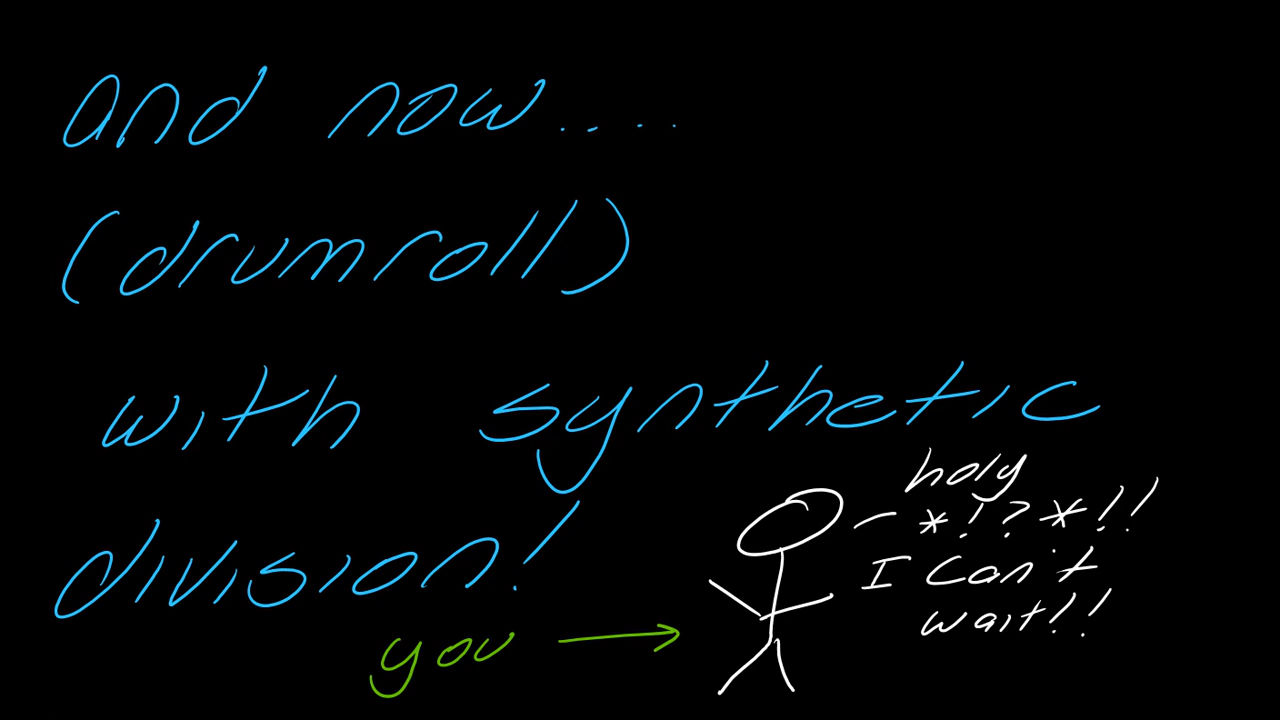 and now....
(drumroll)
with synthetic
division!
holy
*!?*!!
I Can't
wait!!
you